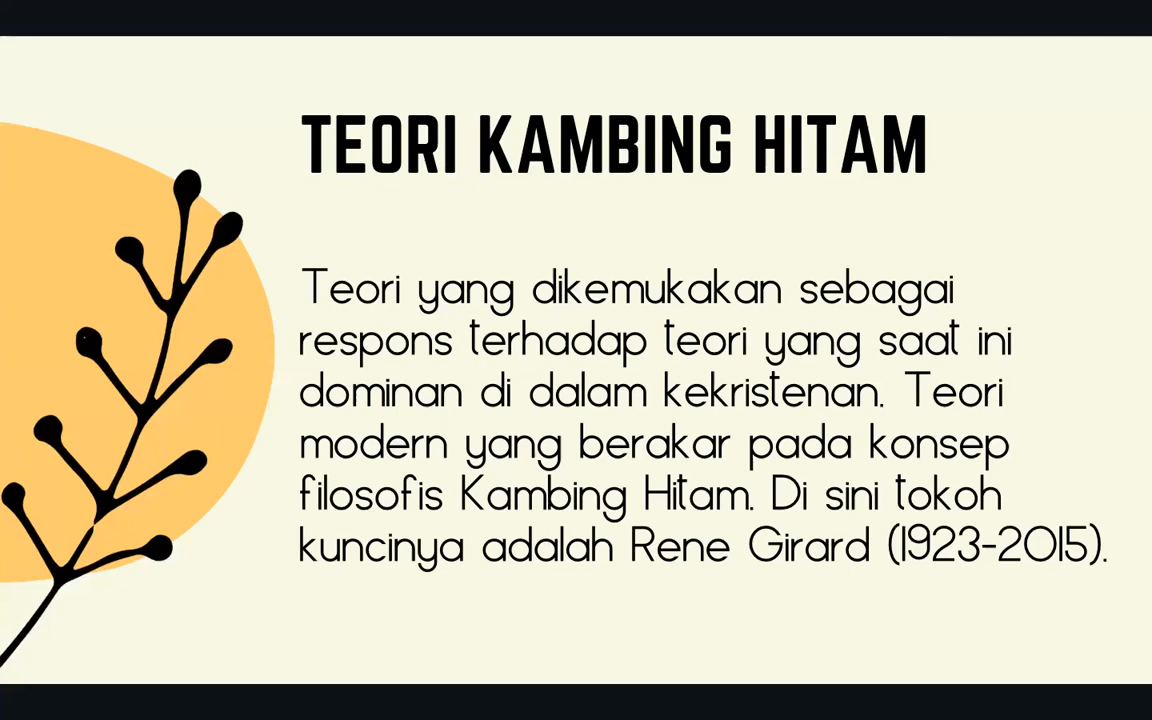 TEORI KAMBING HITAM
Teori yang dikemukakan sebagai
respons terhadap teori yang saat ini
dominan di dalam kekristenan. Teori
modern yang berakar pada konsep
filosofis Kambing Hitam. Di sini tokoh
kuncinya adalah Rene Girard (1923-2015).